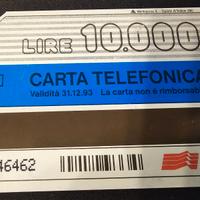 LIRE 10.000
CARTA TELEFONICA
Validità 31.12.93 La carta non è rimborsab
46462